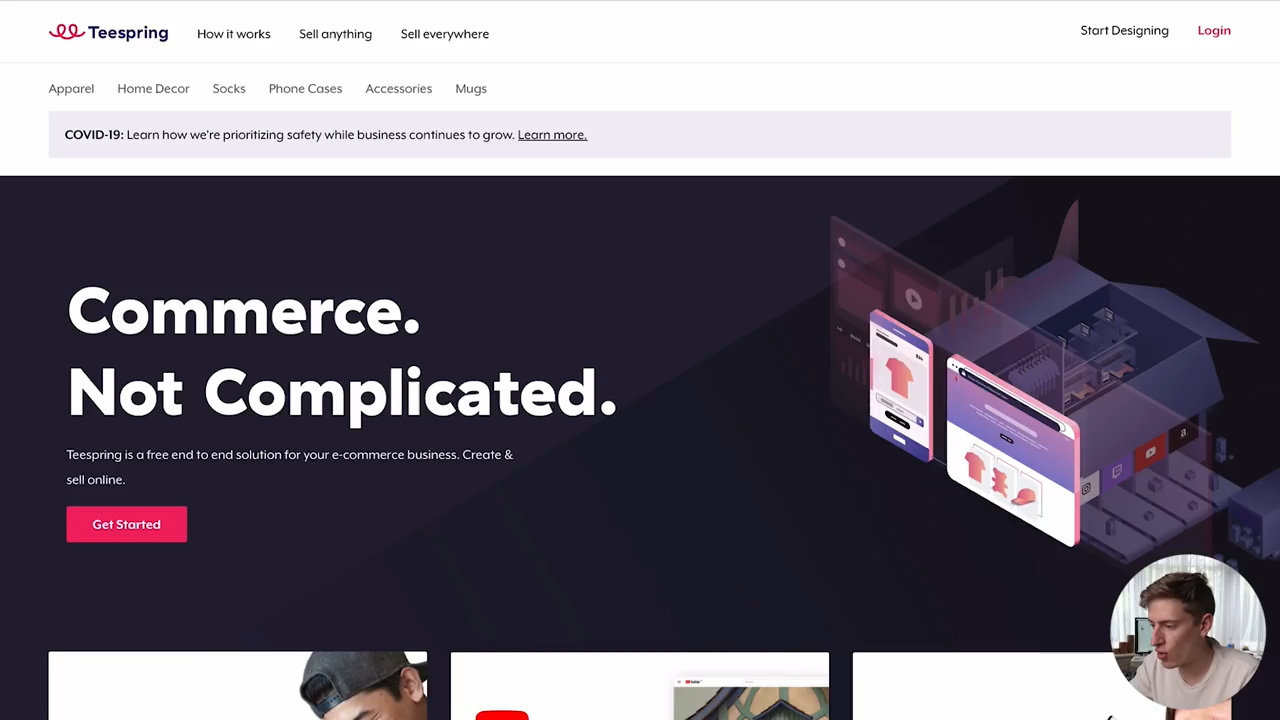 Teespring
How it works
Sell anything
Sell everywhere
Start Designing
Login
Apparel
Home Decor
Socks
Phone Cases
Accessories
Mugs
COVID-19: Learn how we're prioritizing safety while business continues to grow. Learn more.
Commerce.
Not Complicated.
Teespring is a free end to end solution for your e-commerce business. Create &
sell online.
Get Started